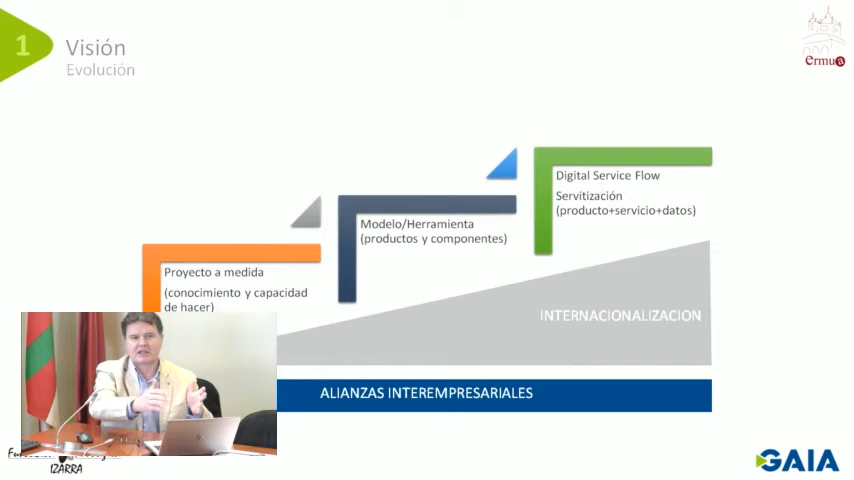 1
Visión
Evolución
ermua
Digital Service Flow
Servitización
(producto+servicio+datos)
Modelo/Herramienta
(productos y componentes)
Proyecto a medida
(conocimiento y capacidad
de hacer)
INTERNACIONALIZACION
ALIANZAS INTEREMPRESARIALES
IZARRA
GAIA